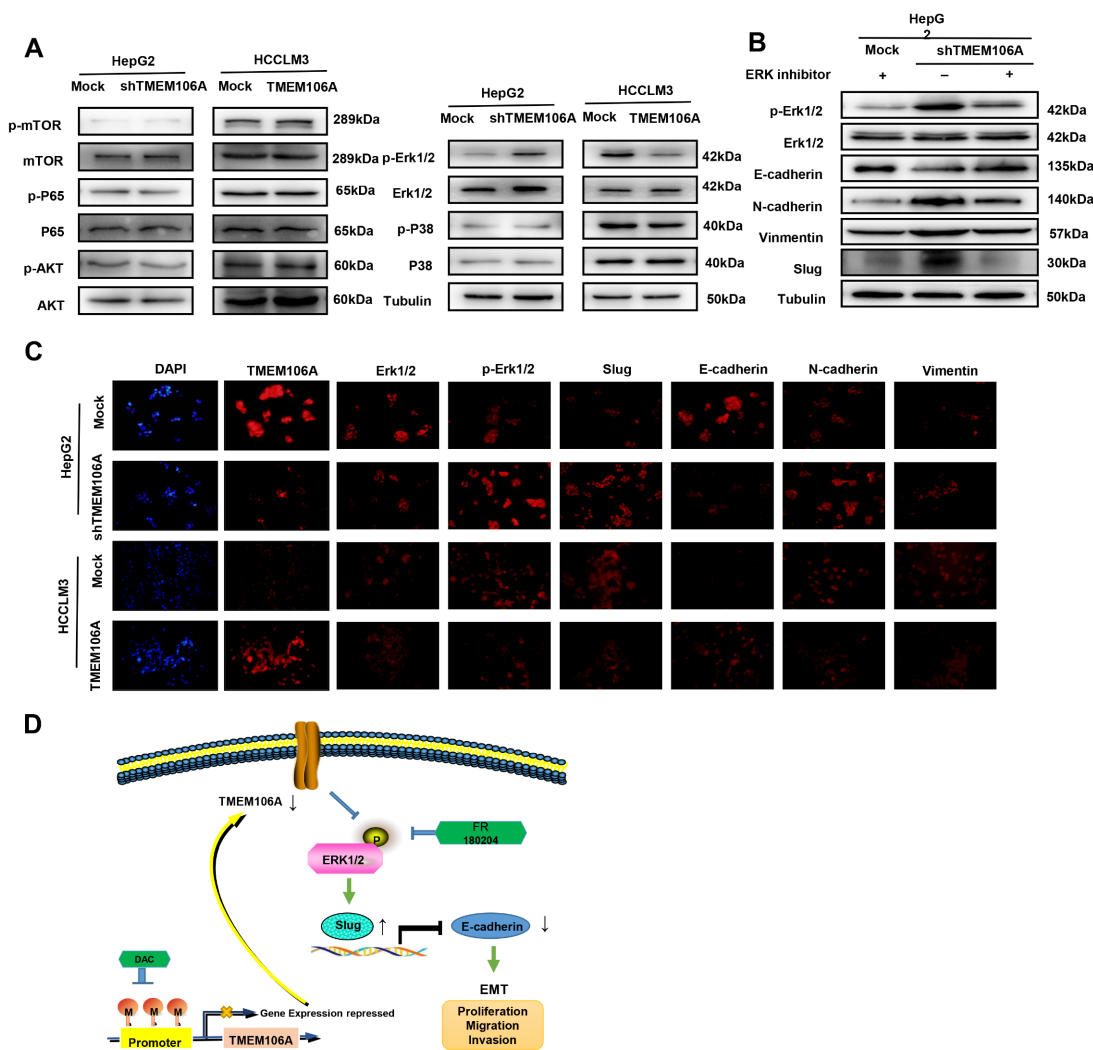 A
HepG2
HCCLM3
Mock shTMEM106A
Mock TMEM106A
p-mTOR 289kDa
mTOR 289kDa
p-P65 65kDa
P65 65kDa
p-AKT 60kDa
AKT 60kDa
HepG2
HCCLM3
Mock shTMEM106A
Mock TMEM106A
p-Erk1/2 42kDa
Erk1/2 42kDa
p-P38 40kDa
P38 40kDa
Tubulin 50kDa
B
HepG
2
Mock shTMEM106A
ERK inhibitor + − +
p-Erk1/2 42kDa
Erk1/2 42kDa
E-cadherin 135kDa
N-cadherin 140kDa
Vinmentin 57kDa
Slug 30kDa
Tubulin 50kDa
C
DAPI TMEM106A Erk1/2 p-Erk1/2 Slug E-cadherin N-cadherin Vimentin
HepG2
Mock
shTMEM106A
HCCLM3
Mock
TMEM106A
D
TMEM106A ↓
P
FR
180204
ERK1/2
Slug ↑
E-cadherin ↓
DAC
EMT
M M M
Gene Expression repressed
Proliferation
Migration
Invasion
Promoter
TMEM106A